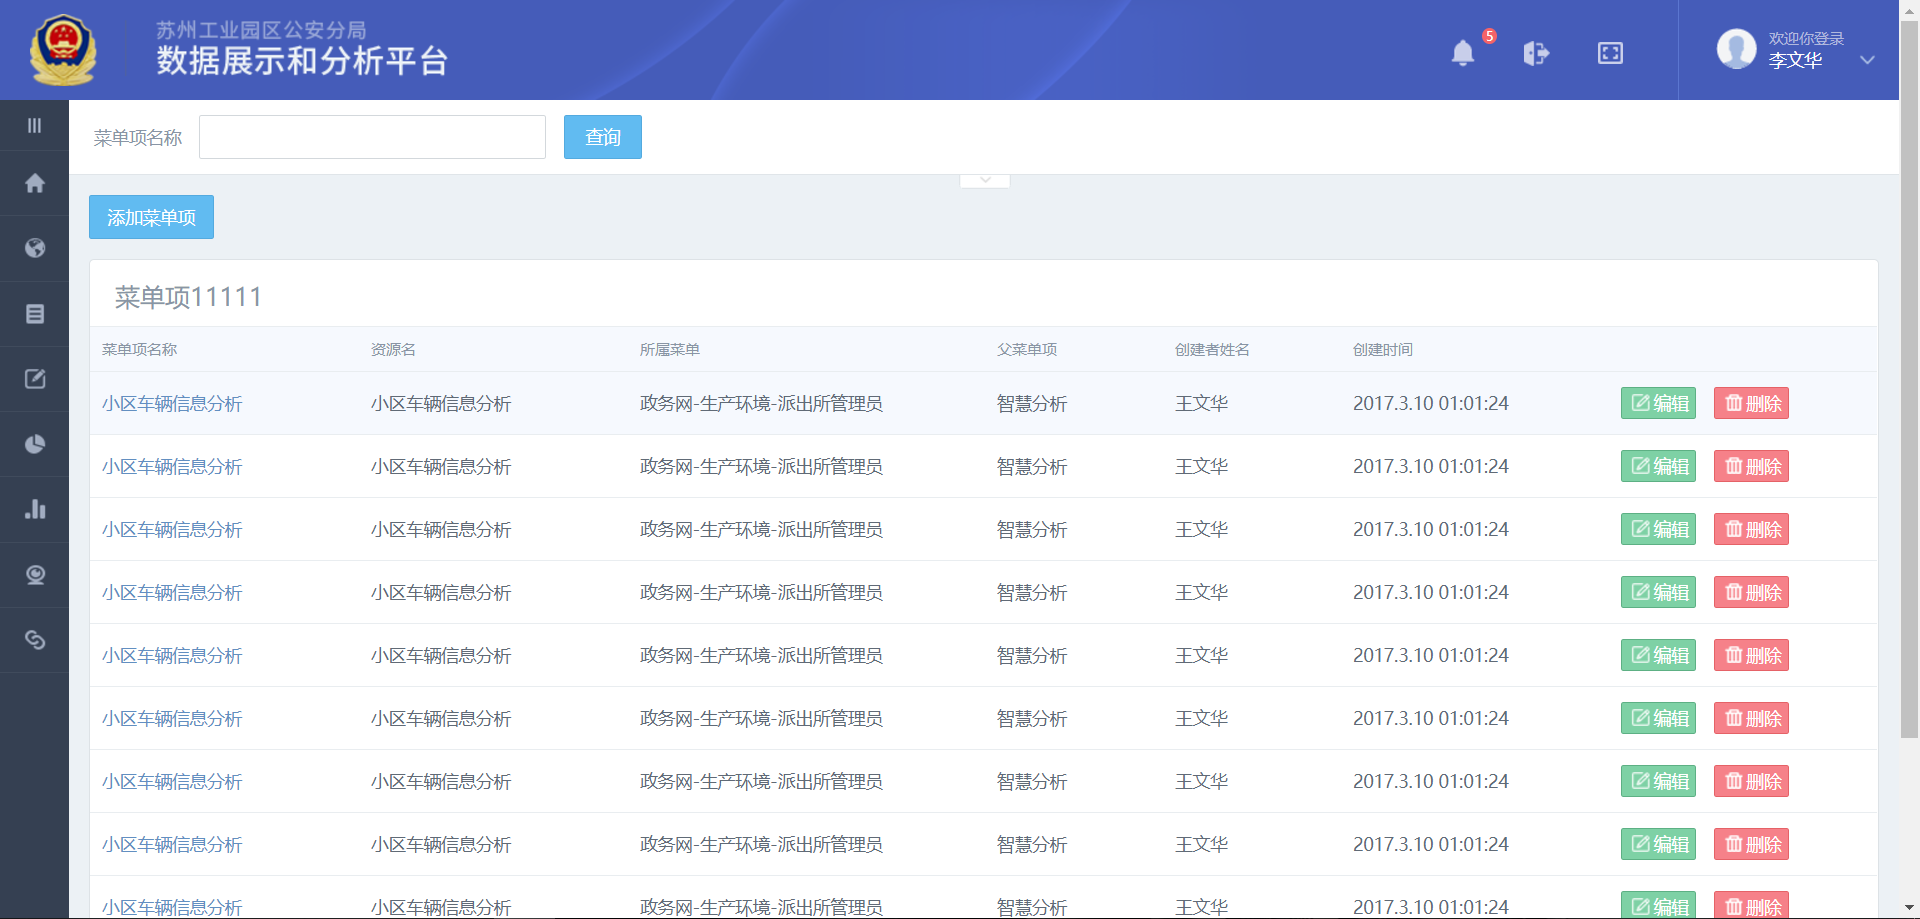 苏州工业园区公安分局
数据展示和分析平台
5
欢迎你登录
李文华
菜单项名称
查询
添加菜单项
菜单项11111
菜单项名称 资源名 所属菜单 父菜单项 创建者姓名 创建时间
小区车辆信息分析 小区车辆信息分析 政务网-生产环境-派出所管理员 智慧分析 王文华 2017.3.10 01:01:24 编辑 删除
小区车辆信息分析 小区车辆信息分析 政务网-生产环境-派出所管理员 智慧分析 王文华 2017.3.10 01:01:24 编辑 删除
小区车辆信息分析 小区车辆信息分析 政务网-生产环境-派出所管理员 智慧分析 王文华 2017.3.10 01:01:24 编辑 删除
小区车辆信息分析 小区车辆信息分析 政务网-生产环境-派出所管理员 智慧分析 王文华 2017.3.10 01:01:24 编辑 删除
小区车辆信息分析 小区车辆信息分析 政务网-生产环境-派出所管理员 智慧分析 王文华 2017.3.10 01:01:24 编辑 删除
小区车辆信息分析 小区车辆信息分析 政务网-生产环境-派出所管理员 智慧分析 王文华 2017.3.10 01:01:24 编辑 删除
小区车辆信息分析 小区车辆信息分析 政务网-生产环境-派出所管理员 智慧分析 王文华 2017.3.10 01:01:24 编辑 删除
小区车辆信息分析 小区车辆信息分析 政务网-生产环境-派出所管理员 智慧分析 王文华 2017.3.10 01:01:24 编辑 删除
小区车辆信息分析 小区车辆信息分析 政务网-生产环境-派出所管理员 智慧分析 王文华 2017.3.10 01:01:24 编辑 删除